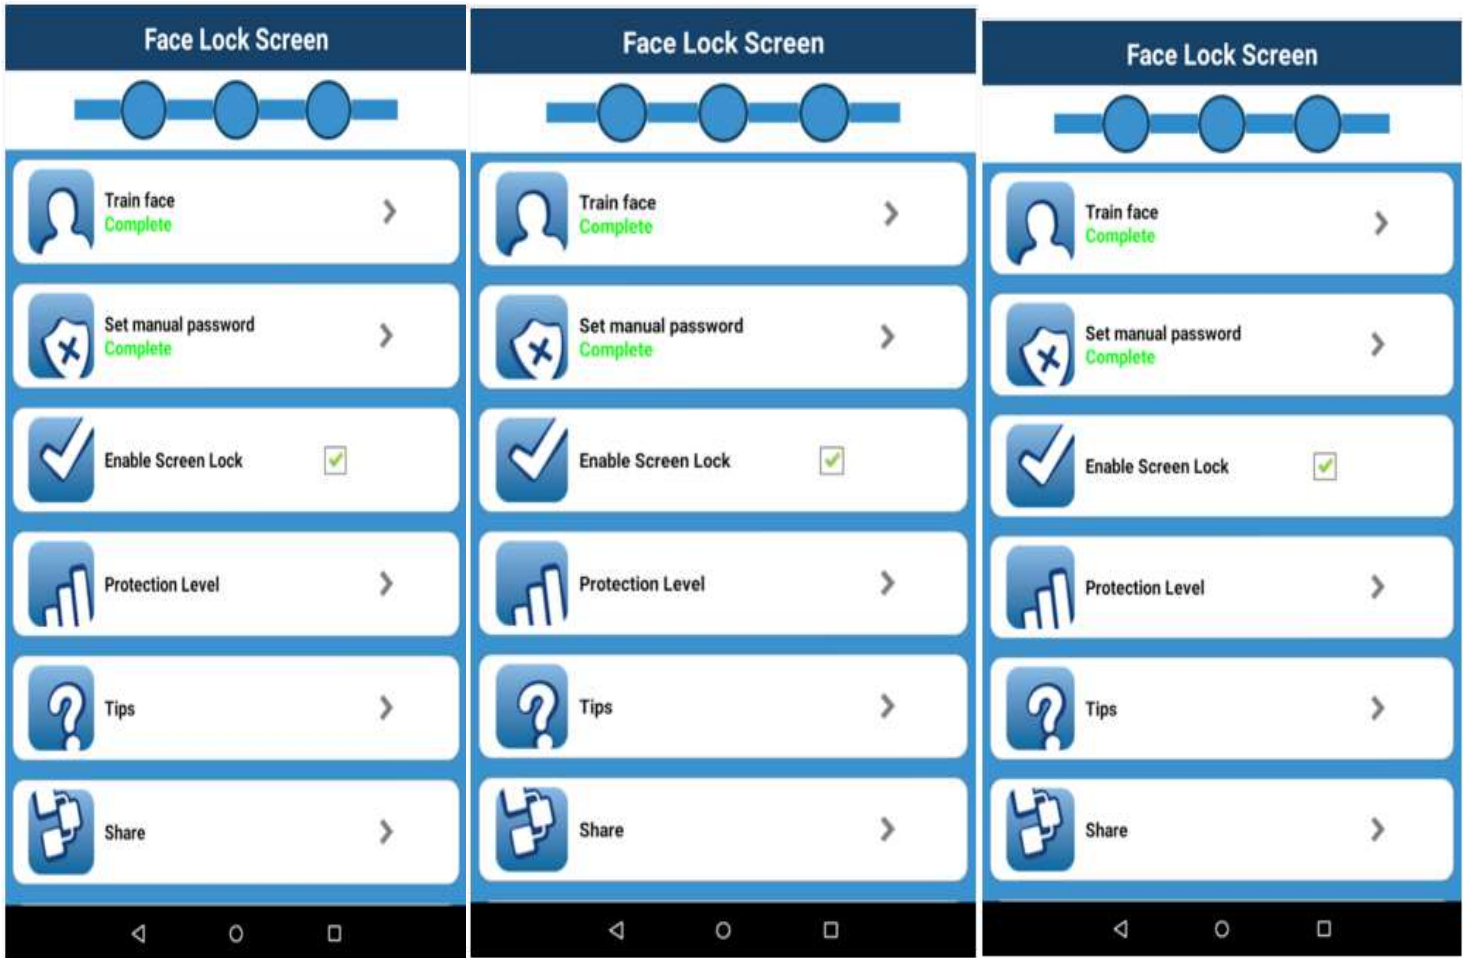 Face Lock Screen
Train face
Complete
Set manual password
Complete
Enable Screen Lock
Protection Level
Tips
Share
Face Lock Screen
Train face
Complete
Set manual password
Complete
Enable Screen Lock
Protection Level
Tips
Share
Face Lock Screen
Train face
Complete
Set manual password
Complete
Enable Screen Lock
Protection Level
Tips
Share